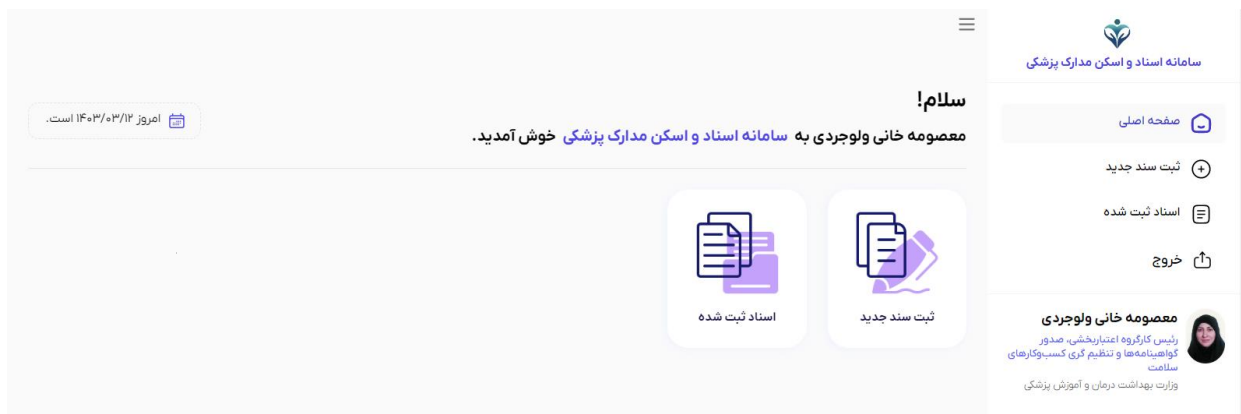 سامانه اسناد و اسکن مدارک پزشکی
صفحه اصلی
ثبت سند جدید
اسناد ثبت شده
خروج
معصومه خانی ولوجردی
رئیس کارگروه اعتباربخشی، صدور
گواهینامه‌ها و تنظیم گری کسب‌وکارهای
سلامت
وزارت بهداشت درمان و آموزش پزشکی
سلام!
معصومه خانی ولوجردی به سامانه اسناد و اسکن مدارک پزشکی خوش آمدید.
امروز ۱۴۰۳/۰۳/۱۲ است.
ثبت سند جدید
اسناد ثبت شده